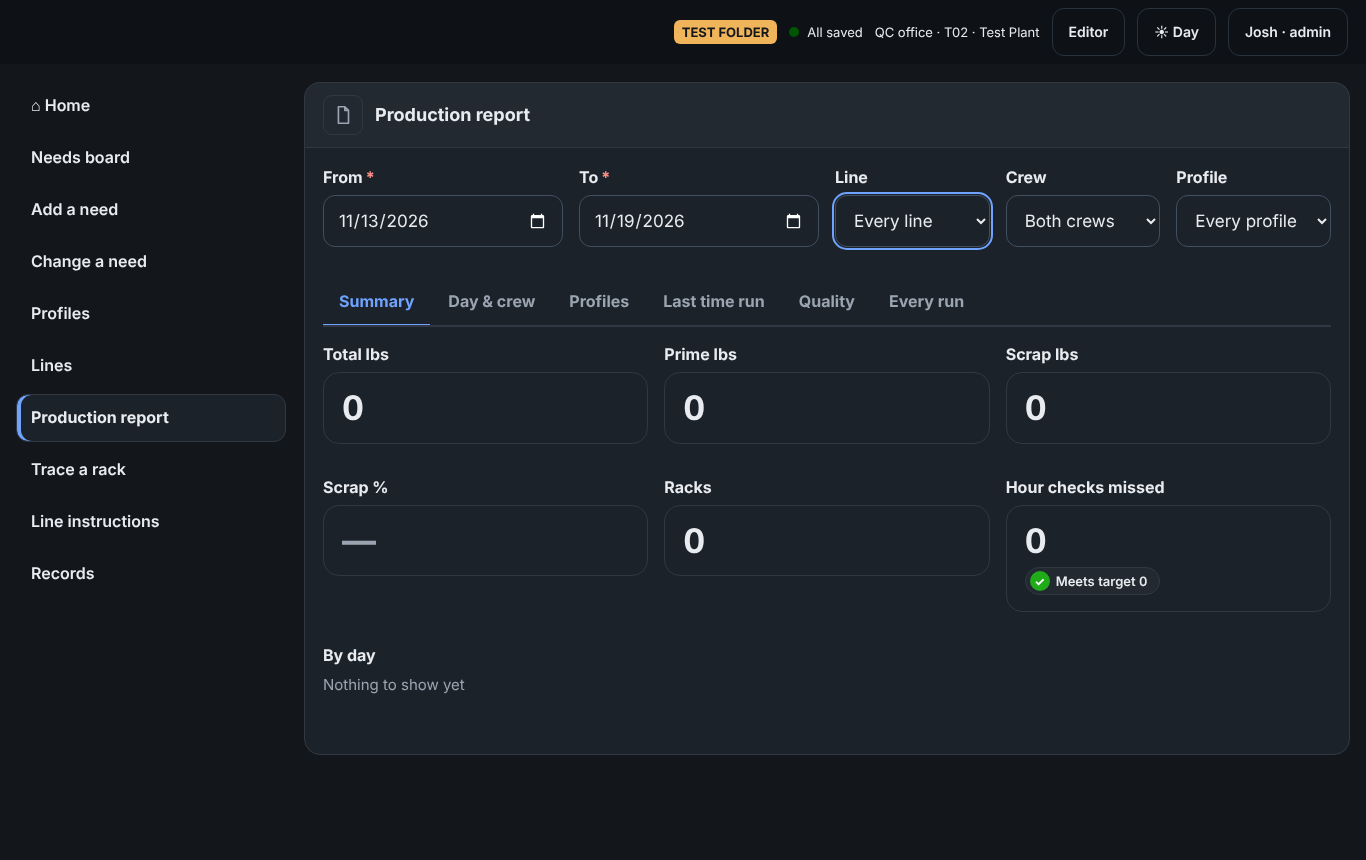 TEST FOLDER
All saved
QC office · T02 · Test Plant
Editor
☀ Day
Josh · admin
⌂ Home
Needs board
Add a need
Change a need
Profiles
Lines
Production report
Trace a rack
Line instructions
Records
Production report
From *
To *
Line
Crew
Profile
11/13/2026
11/19/2026
Every line
Both crews
Every profile
Summary
Day & crew
Profiles
Last time run
Quality
Every run
Total lbs
Prime lbs
Scrap lbs
0
0
0
Scrap %
Racks
Hour checks missed
—
0
0
Meets target 0
By day
Nothing to show yet